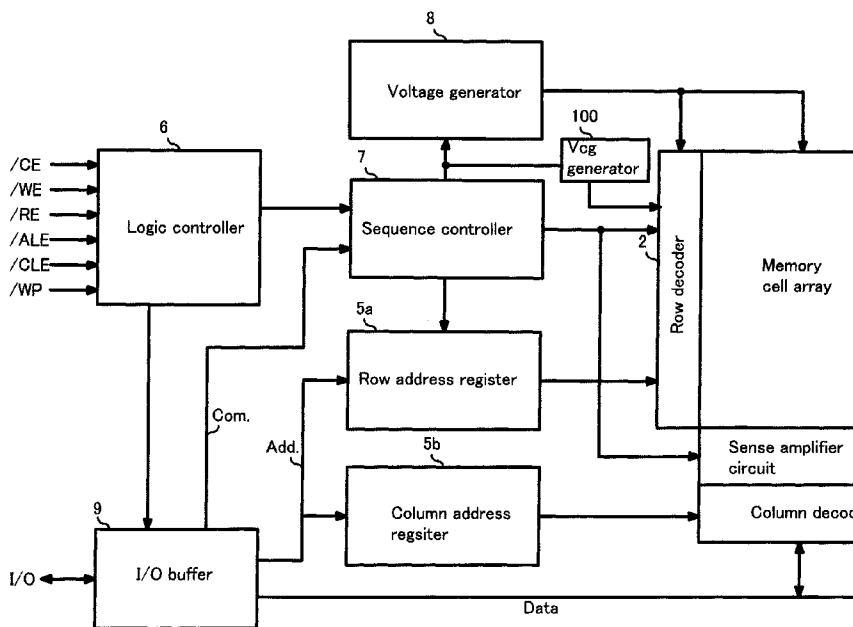 8
Voltage generator
100
Vcg
generator
6
/CE
/WE
/RE
/ALE
/CLE
/WP
Logic controller
7
Sequence controller
2
Row decoder
Memory
cell array
5a
Row address register
Com.
Add.
5b
Column address
regsiter
Sense amplifier
circuit
Column deco
9
I/O
I/O buffer
Data